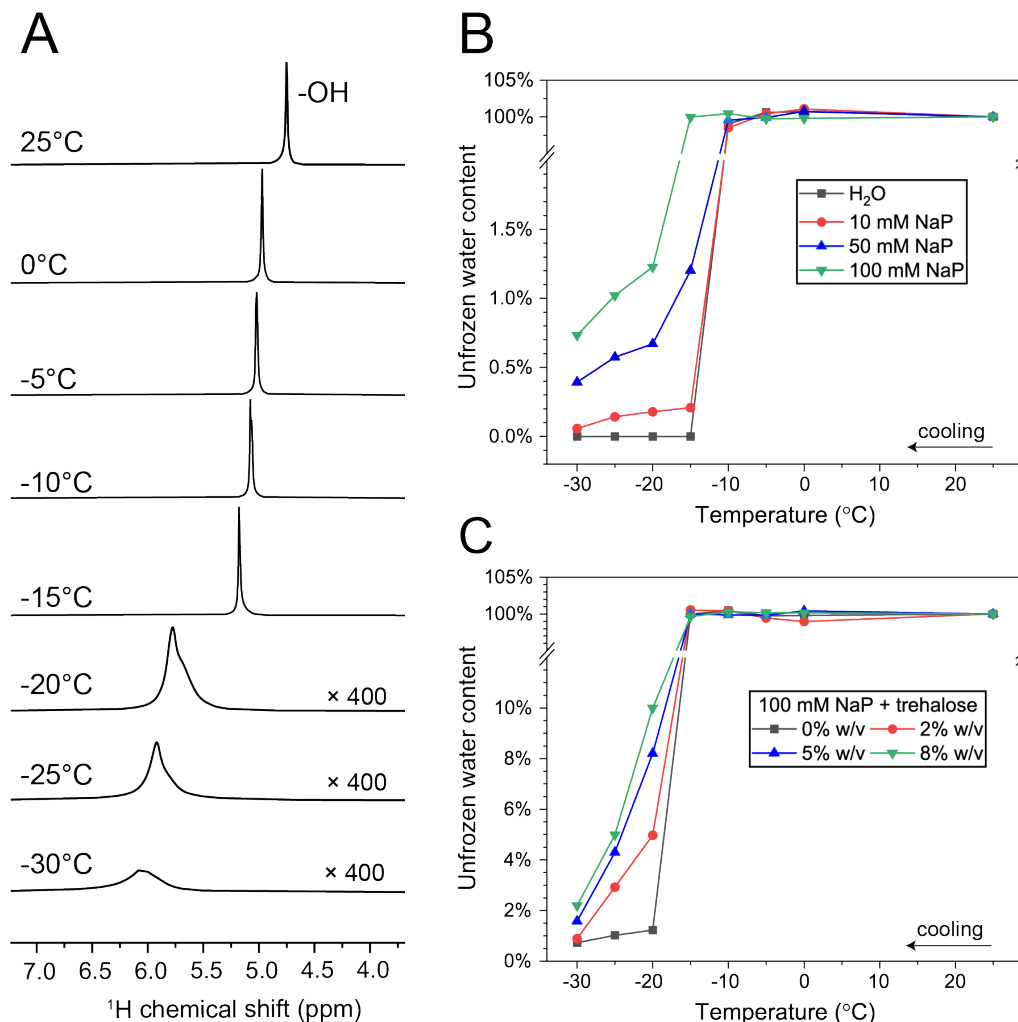 A
-OH
25°C
0°C
-5°C
-10°C
-15°C
-20°C
× 400
-25°C
× 400
-30°C
× 400
7.0 6.5 6.0 5.5 5.0 4.5 4.0
¹H chemical shift (ppm)
B
105%
100%
1.5%
1.0%
0.5%
0.0%
Unfrozen water content
H₂O
10 mM NaP
50 mM NaP
100 mM NaP
cooling
-30 -20 -10 0 10 20
Temperature (°C)
C
105%
100%
10%
8%
6%
4%
2%
0%
Unfrozen water content
100 mM NaP + trehalose
0% w/v 2% w/v
5% w/v 8% w/v
cooling
-30 -20 -10 0 10 20
Temperature (°C)